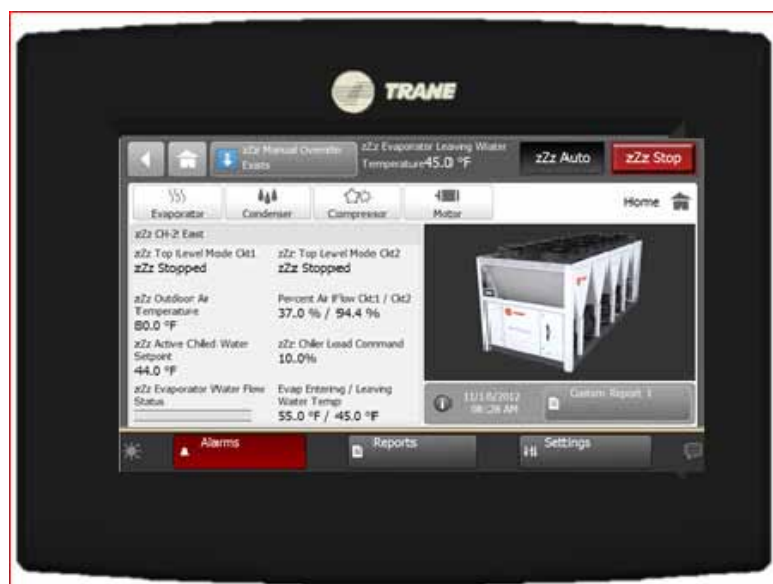 TRANE
zZz Manual Override
Exists
zZz Evaporator Leaving Water
Temperature 45.0 °F
zZz Auto
zZz Stop
Evaporator
Condenser
Compressor
Motor
Home
zZz CH-2: East
zZz Top Level Mode Ckt1
zZz Stopped
zZz Top Level Mode Ckt2
zZz Stopped
zZz Outdoor Air
Temperature
80.0 °F
Percent Air Flow Ckt1 / Ckt2
37.0 % / 94.4 %
zZz Active Chilled Water
Setpoint
44.0 °F
zZz Chiller Load Command
10.0%
zZz Evaporator Water Flow
Status
Evap Entering / Leaving
Water Temp:
55.0 °F / 45.0 °F
08:28 AM
Custom Report 1
Alarms
Reports
Settings